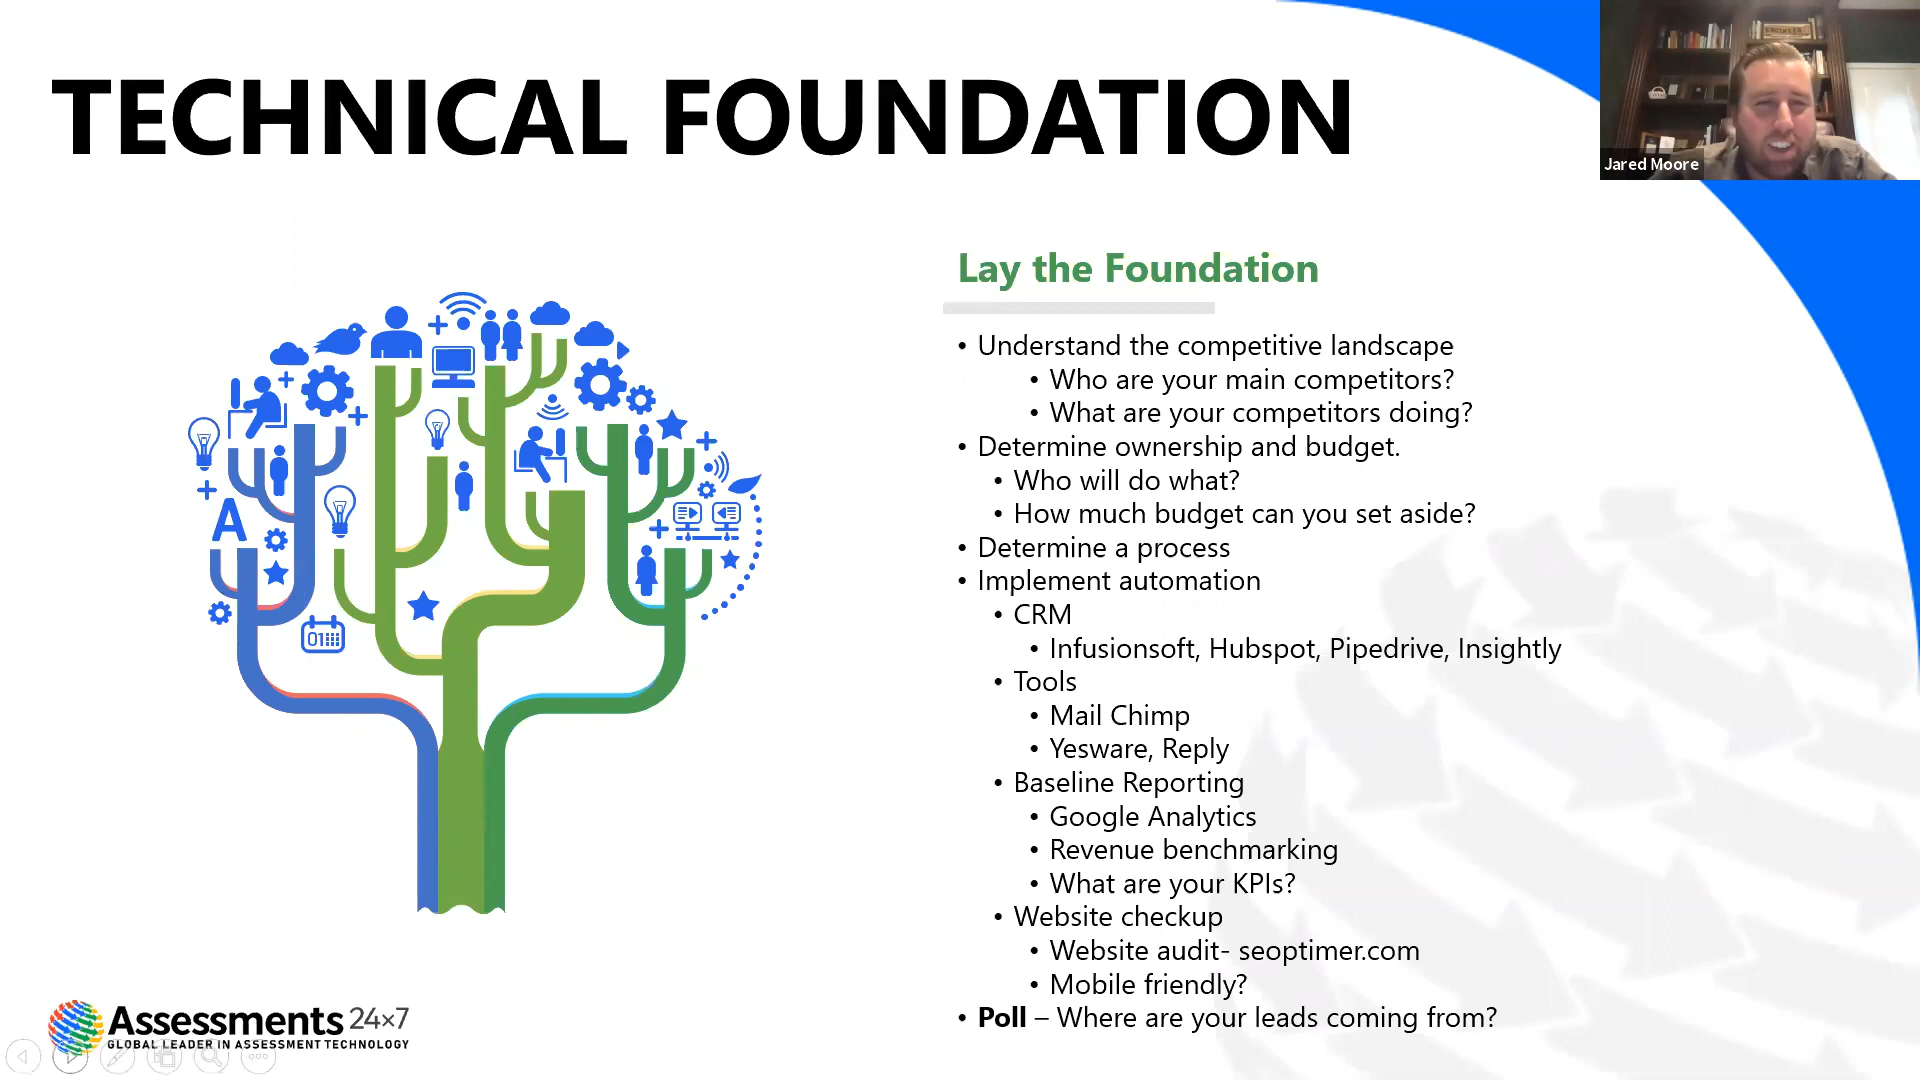 TECHNICAL FOUNDATION
ENGINEER
Jared Moore
Lay the Foundation
• Understand the competitive landscape
• Who are your main competitors?
• What are your competitors doing?
• Determine ownership and budget.
• Who will do what?
• How much budget can you set aside?
• Determine a process
• Implement automation
• CRM
• Infusionsoft, Hubspot, Pipedrive, Insightly
• Tools
• Mail Chimp
• Yesware, Reply
• Baseline Reporting
• Google Analytics
• Revenue benchmarking
• What are your KPIs?
• Website checkup
• Website audit- seoptimer.com
• Mobile friendly?
• Poll – Where are your leads coming from?
A
01
Assessments 24x7
GLOBAL LEADER IN ASSESSMENT TECHNOLOGY